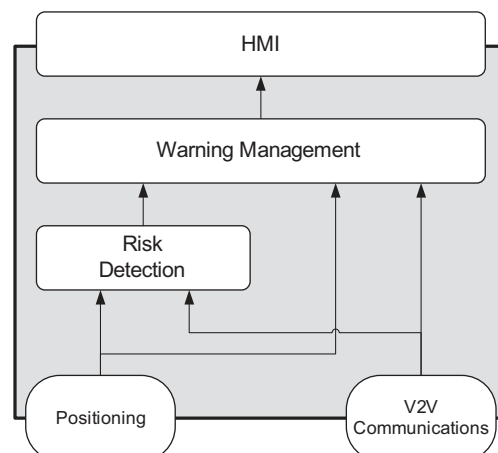 HMI
Warning Management
Risk
Detection
Positioning
V2V
Communications